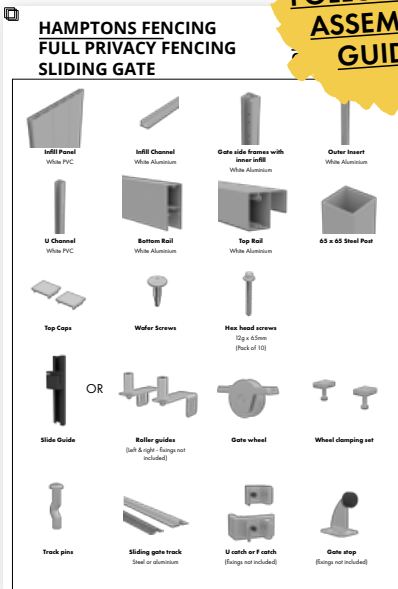 HAMPTONS FENCING
FULL PRIVACY FENCING
SLIDING GATE
ASSEM
GUID
Infill Panel
White PVC
Infill Channel
White Aluminium
Gate side frames with
inner infill
White Aluminium
Outer Insert
White Aluminium
U Channel
White PVC
Bottom Rail
White Aluminium
Top Rail
White Aluminium
65 x 65 Steel Post
Top Caps
Wafer Screws
Hex head screws
12g x 65mm
(Pack of 10)
Slide Guide
OR
Roller guides
(left & right - fixings not
included)
Gate wheel
Wheel clamping set
Track pins
Sliding gate track
Steel or aluminium
U catch or F catch
(fixings not included)
Gate stop
(fixings not included)